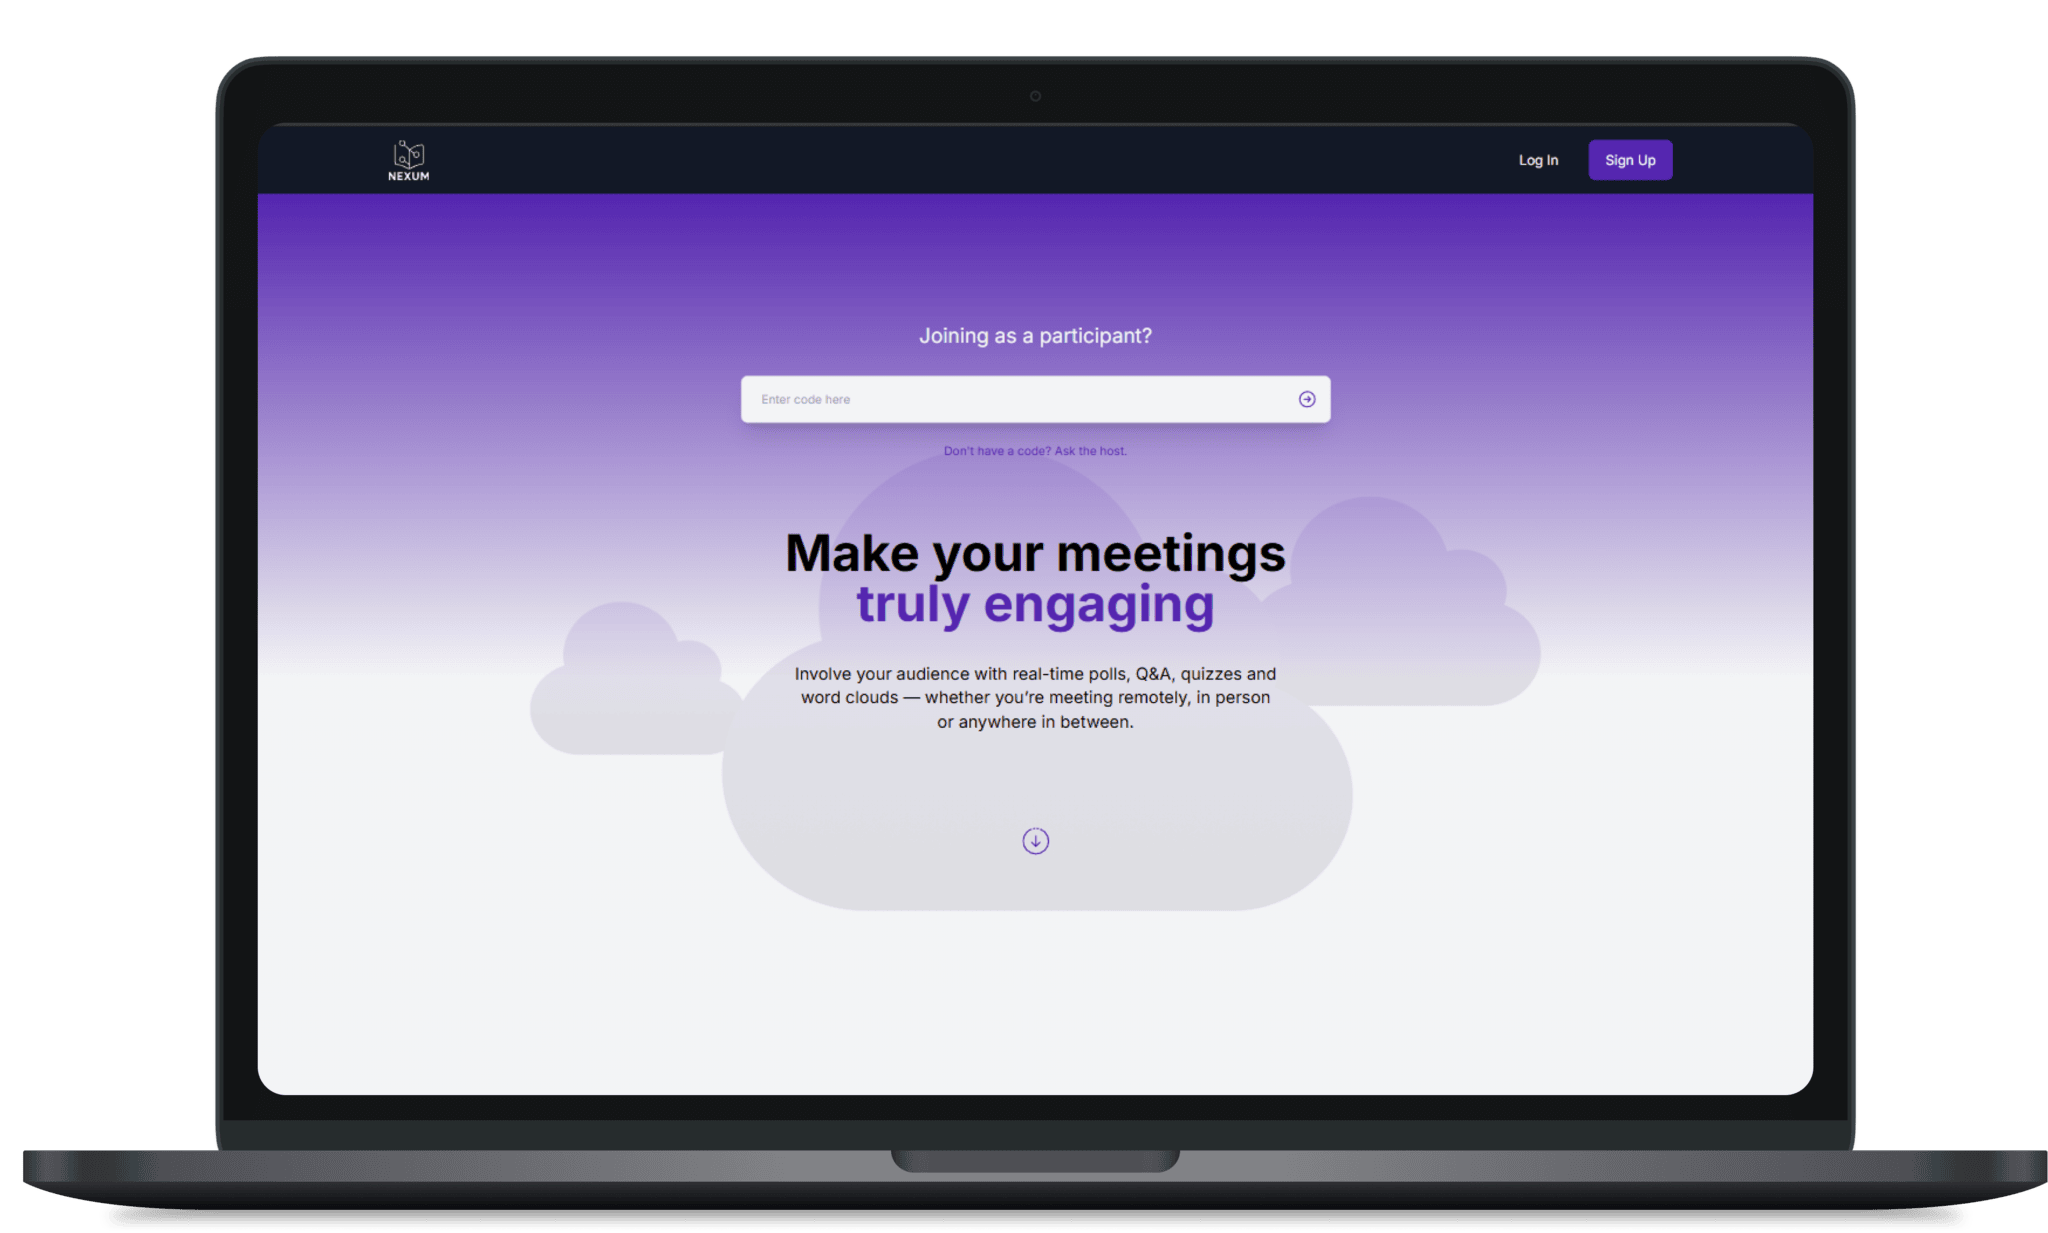 NEXUM
Log In
Sign Up
Joining as a participant?
Enter code here
Don't have a code? Ask the host.
Make your meetings
truly engaging
Involve your audience with real-time polls, Q&A, quizzes and
word clouds — whether you’re meeting remotely, in person
or anywhere in between.